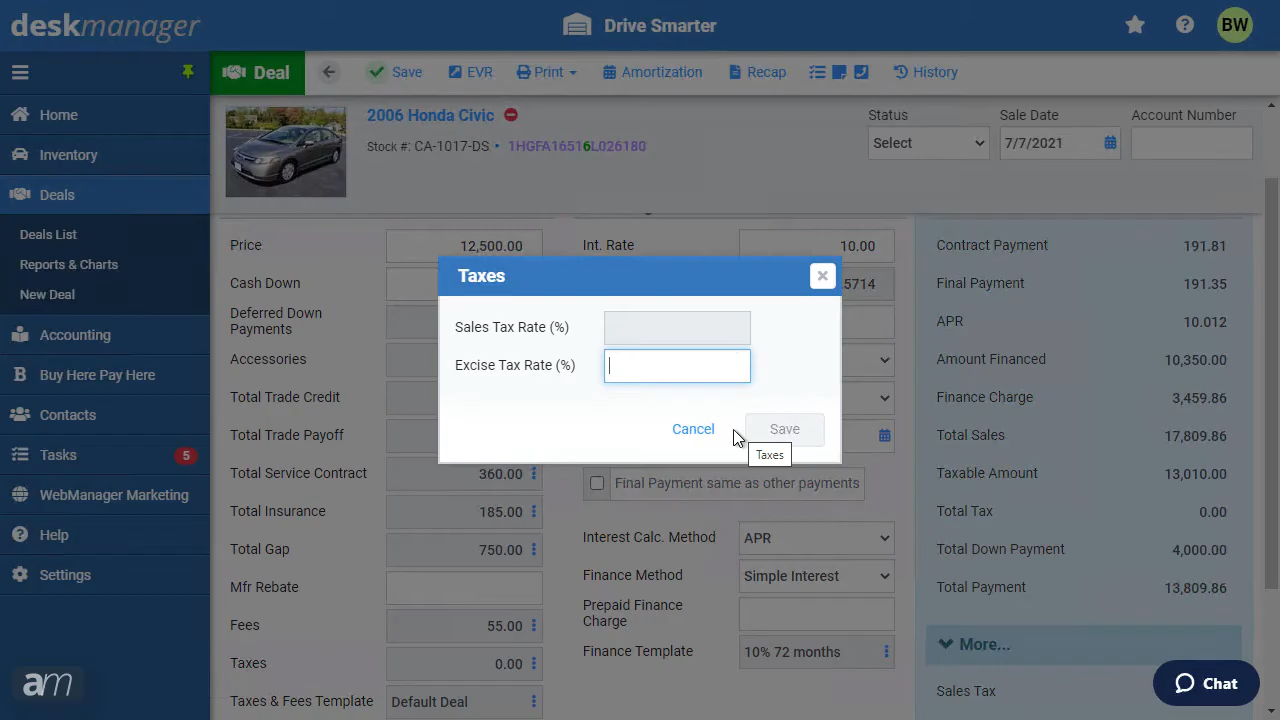 deskmanager
Drive Smarter
BW
Deal
Save
EVR
Print
Amortization
Recap
History
Home
Inventory
Deals
Deals List
Reports & Charts
New Deal
Accounting
Buy Here Pay Here
Contacts
Tasks
5
WebManager Marketing
Help
Settings
am
2006 Honda Civic
Stock #: CA-1017-DS • 1HGFA16516L026180
Status
Select
Sale Date
7/7/2021
Account Number
Price
12,500.00
Cash Down
Deferred Down
Payments
Accessories
Total Trade Credit
Total Trade Payoff
Total Service Contract
360.00
Total Insurance
185.00
Total Gap
750.00
Mfr Rebate
Fees
55.00
Taxes
0.00
Taxes & Fees Template
Default Deal
Int. Rate
10.00
5714
Taxes
Sales Tax Rate (%)
Excise Tax Rate (%)
Cancel
Save
Taxes
Final Payment same as other payments
Interest Calc. Method
APR
Finance Method
Simple Interest
Prepaid Finance
Charge
Finance Template
10% 72 months
Contract Payment
191.81
Final Payment
191.35
APR
10.012
Amount Financed
10,350.00
Finance Charge
3,459.86
Total Sales
17,809.86
Taxable Amount
13,010.00
Total Tax
0.00
Total Down Payment
4,000.00
Total Payment
13,809.86
More...
Sales Tax
Chat